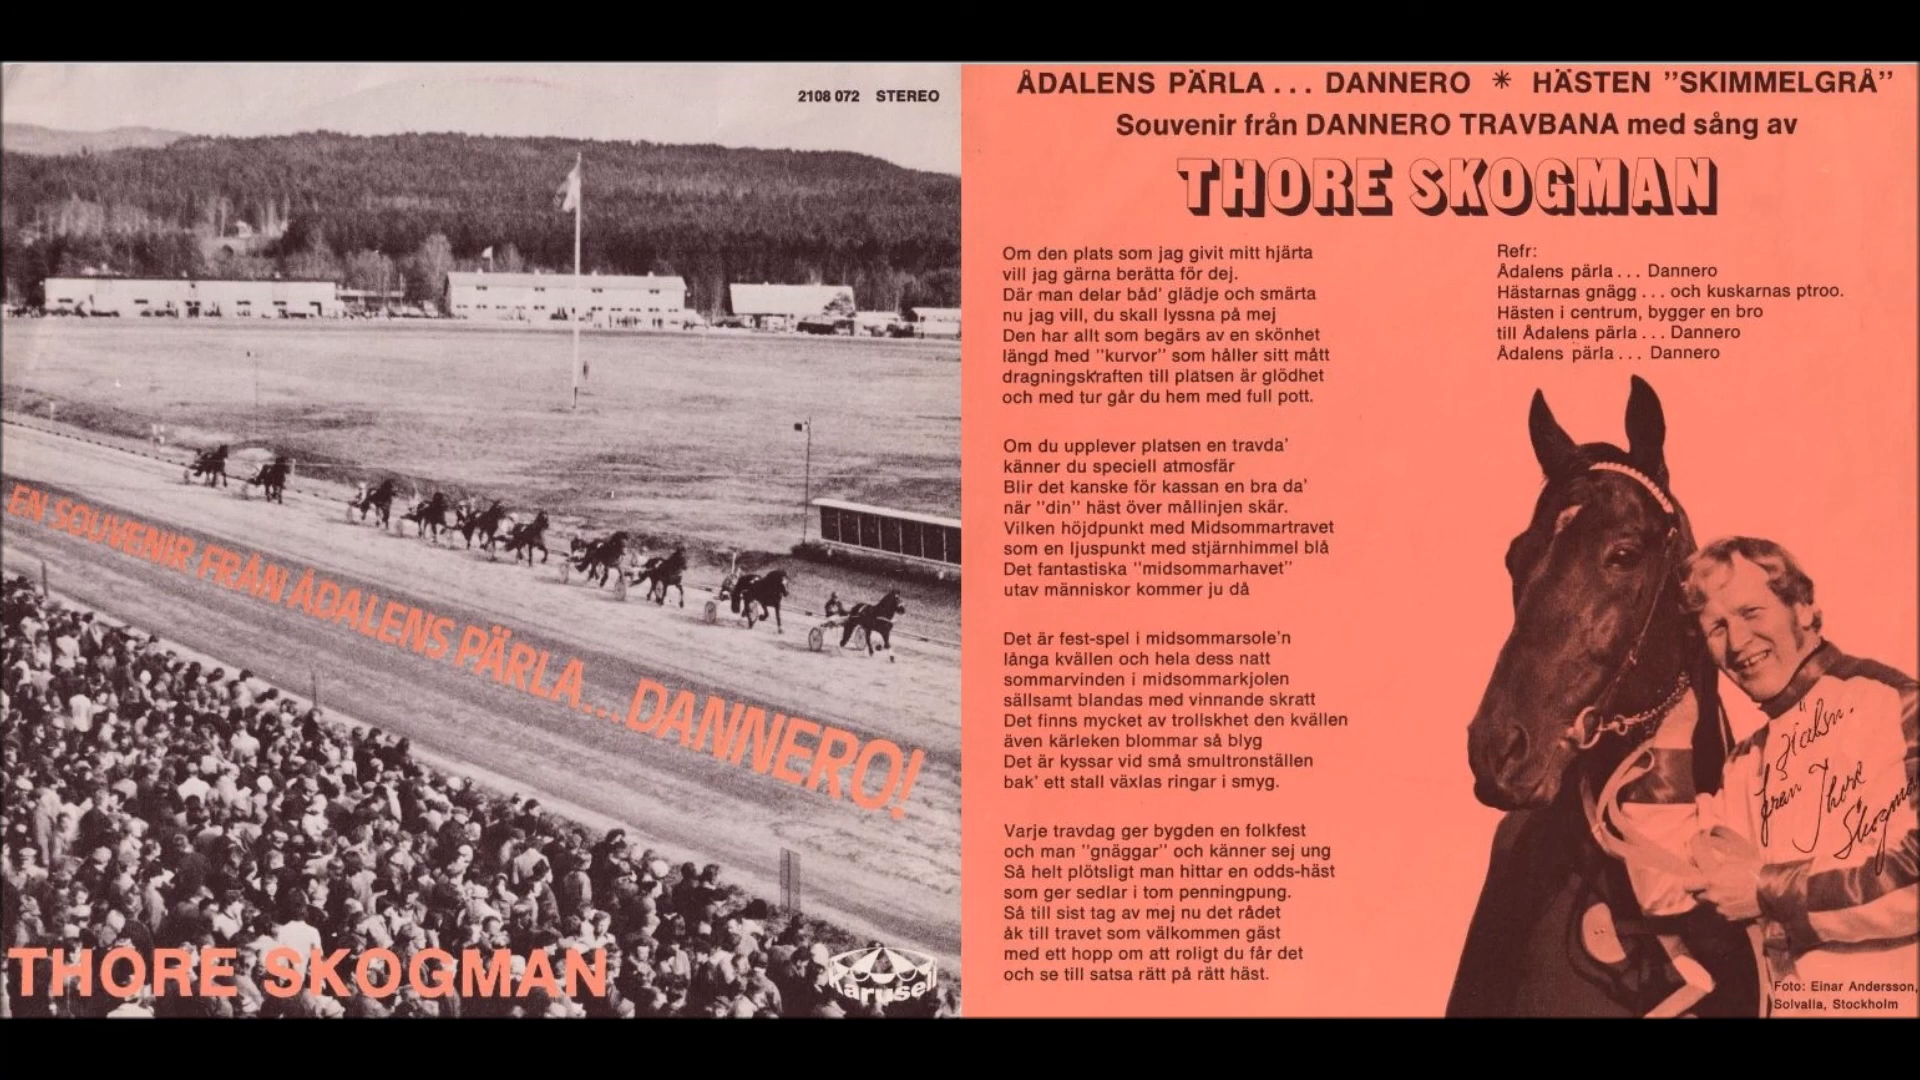 2108 072 STEREO
EN SOUVENIR FRÅN ÅDALENS PÄRLA... DANNERO!
THORE SKOGMAN
Karusell
ÅDALENS PÄRLA... DANNERO * HÄSTEN "SKIMMELGRÅ"
Souvenir från DANNERO TRAVBANA med sång av
THORE SKOGMAN
Om den plats som jag givit mitt hjärta
vill jag gärna berätta för dej.
Där man delar båd' glädje och smärta
nu jag vill, du skall lyssna på mej
Den har allt som begärs av en skönhet
längd med "kurvor" som håller sitt mått
dragningskraften till platsen är glödhet
och med tur går du hem med full pott.
Om du upplever platsen en travda'
känner du speciell atmosfär
Blir det kanske för kassan en bra da'
när "din" häst över mållinjen skär.
Vilken höjdpunkt med Midsommartravet
som en ljuspunkt med stjärnhimmel blå
Det fantastiska "midsommarhavet"
utav människor kommer ju då
Det är fest-spel i midsommarsole'n
långa kvällen och hela dess natt
sommarvinden i midsommarkjolen
sällsamt blandas med vinnande skratt
Det finns mycket av trollskhet den kvällen
även kärleken blommar så blyg
Det är kyssar vid små smultronställen
bak' ett stall växlas ringar i smyg.
Varje travdag ger bygden en folkfest
och man "gnäggar" och känner sej ung
Så helt plötsligt man hittar en odds-häst
som ger sedlar i tom penningpung.
Så till sist tag av mej nu det rådet
åk till travet som välkommen gäst
med ett hopp om att roligt du får det
och se till satsa rätt på rätt häst.
Refr:
Ådalens pärla... Dannero
Hästarnas gnägg... och kuskarnas ptroo.
Hästen i centrum, bygger en bro
till Ådalens pärla... Dannero
Ådalens pärla... Dannero
Hälsn.
från Thore
Skogman
Foto: Einar Andersson,
Solvalla, Stockholm